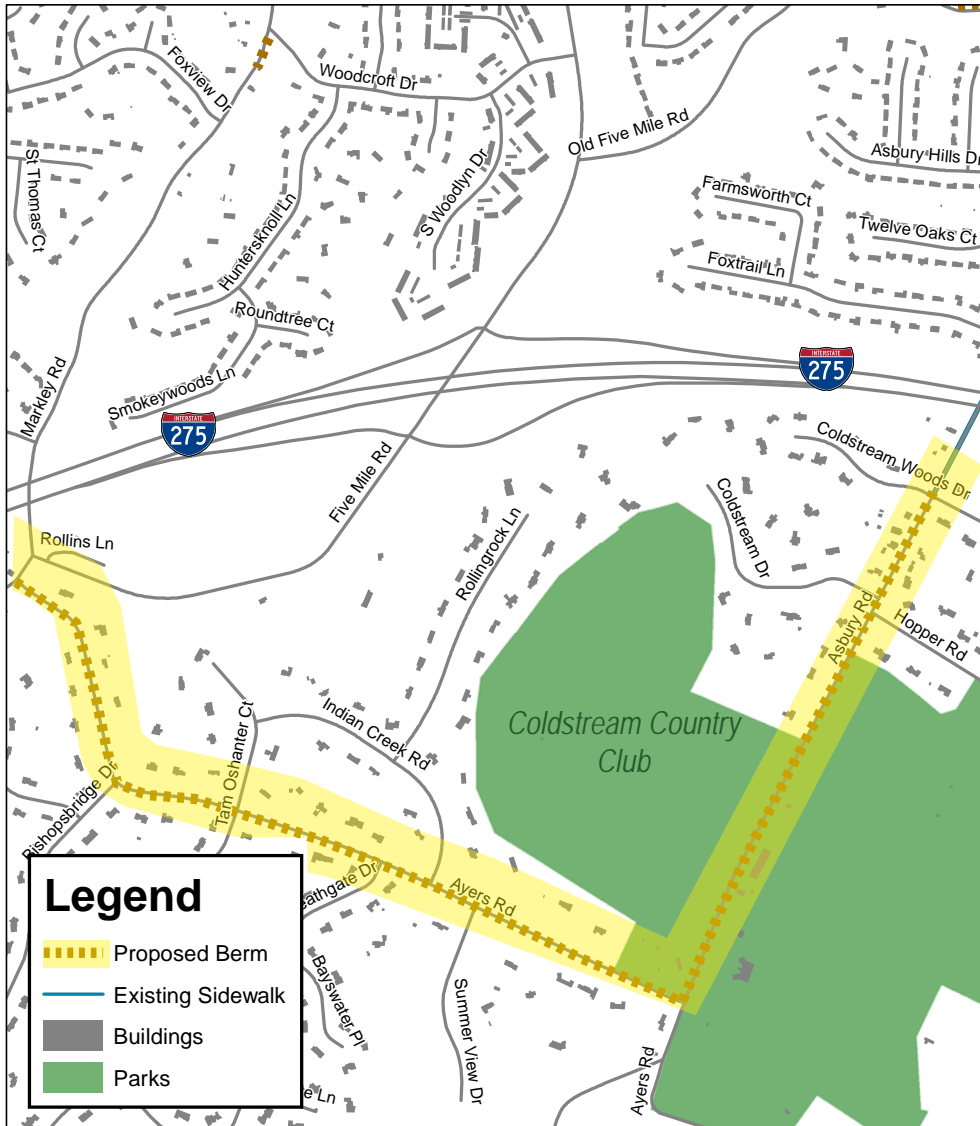 Foxview Dr
Woodcroft Dr
Old Five Mile Rd
St Thomas Ct
S Woodlyn Dr
Asbury Hills Dr
Farmsworth Ct
Twelve Oaks Ct
Huntersknoll Ln
Foxtrail Ln
Roundtree Ct
Markley Rd
Smokeywoods Ln
INTERSTATE
275
INTERSTATE
275
Coldstream Woods Dr
Five Mile Rd
Coldstream Dr
Rollins Ln
Rollingrock Ln
Asbury Rd
Hopper Rd
Indian Creek Rd
Tam Oshanter Ct
Coldstream Country
Club
Bishopsbridge Dr
eathgate Dr
Ayers Rd
Bayswater Pl
Summer View Dr
Ayers Rd
Legend
Proposed Berm
Existing Sidewalk
Buildings
Parks
Ln